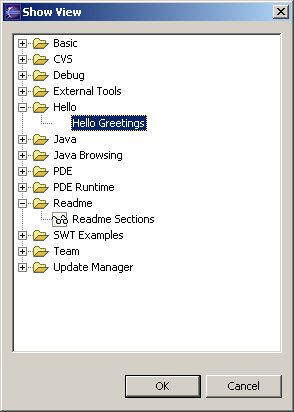 Show View
Basic
CVS
Debug
External Tools
Hello
Hello Greetings
Java
Java Browsing
PDE
PDE Runtime
Readme
Readme Sections
SWT Examples
Team
Update Manager
OK
Cancel